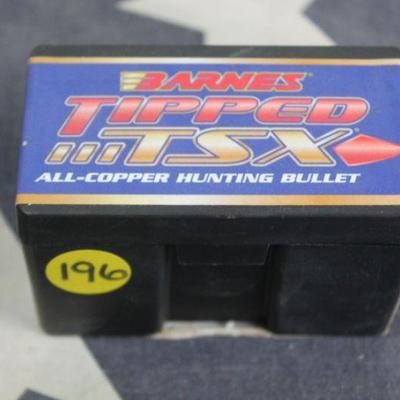 BARNES
TIPPED
TSX
ALL-COPPER HUNTING BULLET
196